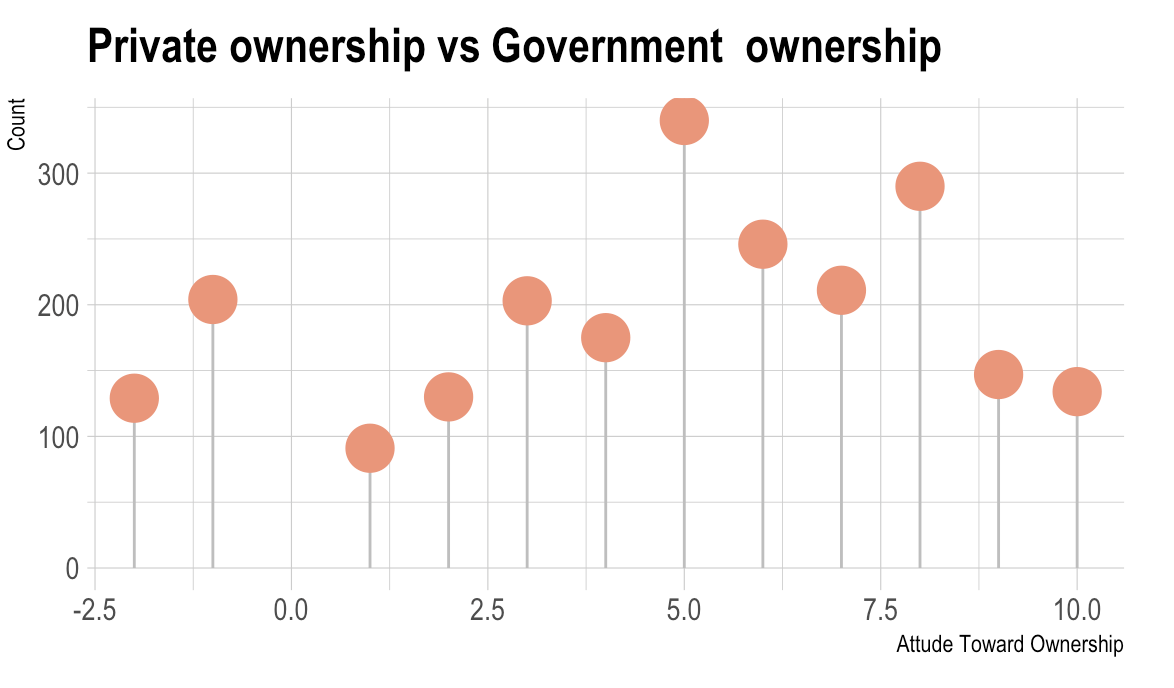 Private ownership vs Government  ownership
Count
300
200
100
0
-2.5 0.0 2.5 5.0 7.5 10.0
Attude Toward Ownership